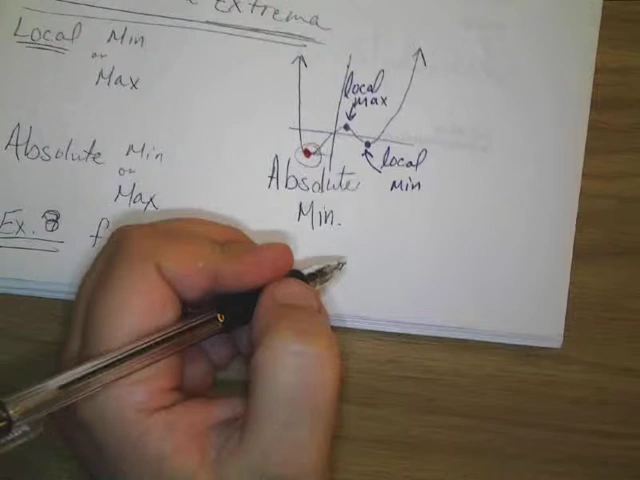 Extrema
Local Min
or
Max
Absolute Min
or
Max
Ex. 8 f
local
max
local
min
Absolute
Min.